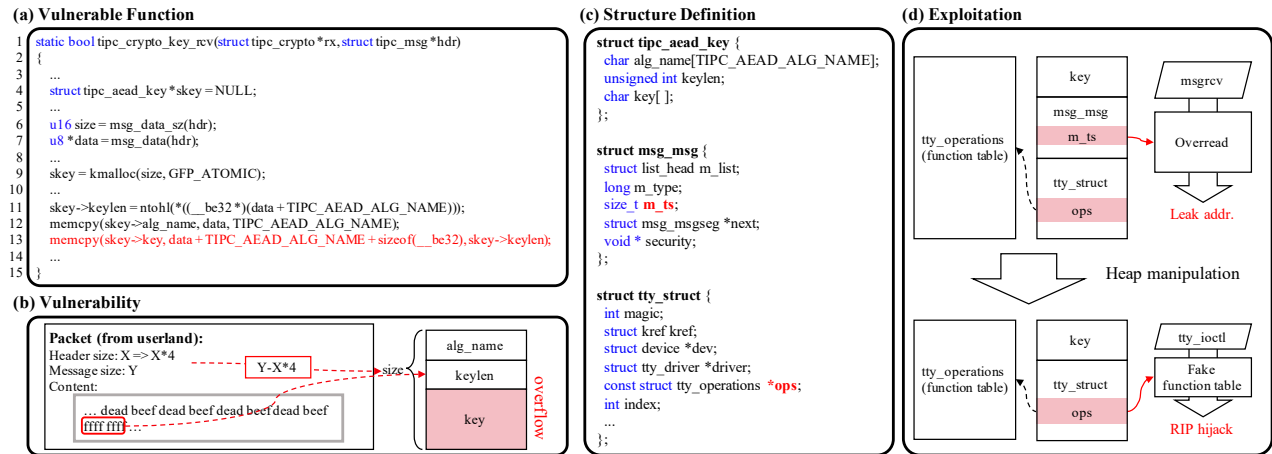 (a) Vulnerable Function
1 static bool tipc_crypto_key_rcv(struct tipc_crypto *rx, struct tipc_msg *hdr)
2 {
3 ...
4 struct tipc_aead_key *skey = NULL;
5 ...
6 u16 size = msg_data_sz(hdr);
7 u8 *data = msg_data(hdr);
8 ...
9 skey = kmalloc(size, GFP_ATOMIC);
10 ...
11 skey->keylen = ntohl(*((__be32 *)(data + TIPC_AEAD_ALG_NAME)));
12 memcpy(skey->alg_name, data, TIPC_AEAD_ALG_NAME);
13 memcpy(skey->key, data + TIPC_AEAD_ALG_NAME + sizeof(__be32), skey->keylen);
14 ...
15 }
(b) Vulnerability
Packet (from userland):
Header size: X => X*4
Message size: Y
Content:
... dead beef dead beef dead beef dead beef
ffff ffff ...
Y-X*4
size
alg_name
keylen
key
overflow
(c) Structure Definition
struct tipc_aead_key {
char alg_name[TIPC_AEAD_ALG_NAME];
unsigned int keylen;
char key[ ];
};
struct msg_msg {
struct list_head m_list;
long m_type;
size_t m_ts;
struct msg_msgseg *next;
void * security;
};
struct tty_struct {
int magic;
struct kref kref;
struct device *dev;
struct tty_driver *driver;
const struct tty_operations *ops;
int index;
...
};
(d) Exploitation
tty_operations
(function table)
key
msg_msg
m_ts
tty_struct
ops
msgrcv
Overread
Leak addr.
Heap manipulation
tty_operations
(function table)
key
tty_struct
ops
tty_ioctl
Fake
function table
RIP hijack